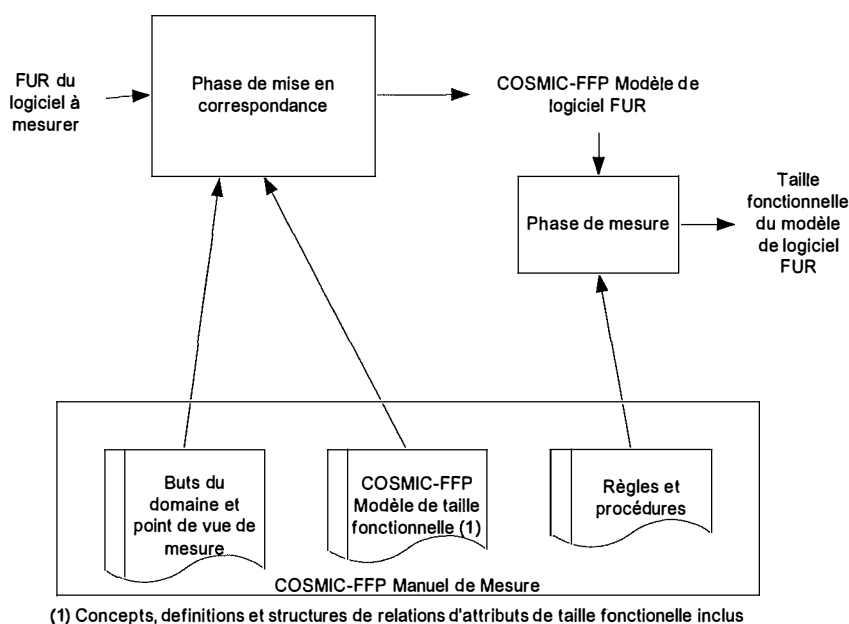 FUR du
logiciel à
mesurer
Phase de mise en
correspondance
COSMIC-FFP Modèle de
logiciel FUR
Phase de mesure
Taille
fonctionnelle
du modèle
de logiciel
FUR
Buts du
domaine et
point de vue de
mesure
COSMIC-FFP
Modèle de taille
fonctionnelle (1)
Règles et
procédures
COSMIC-FFP Manuel de Mesure
(1) Concepts, definitions et structures de relations d'attributs de taille fonctionelle inclus